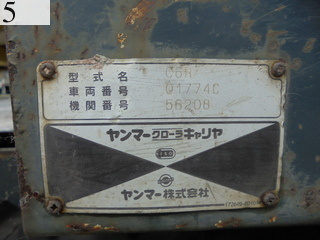 5
型式名 C6R
車両番号 01774C
機関番号 56208
ヤンマークローラキャリヤ
ヤンマー株式会社